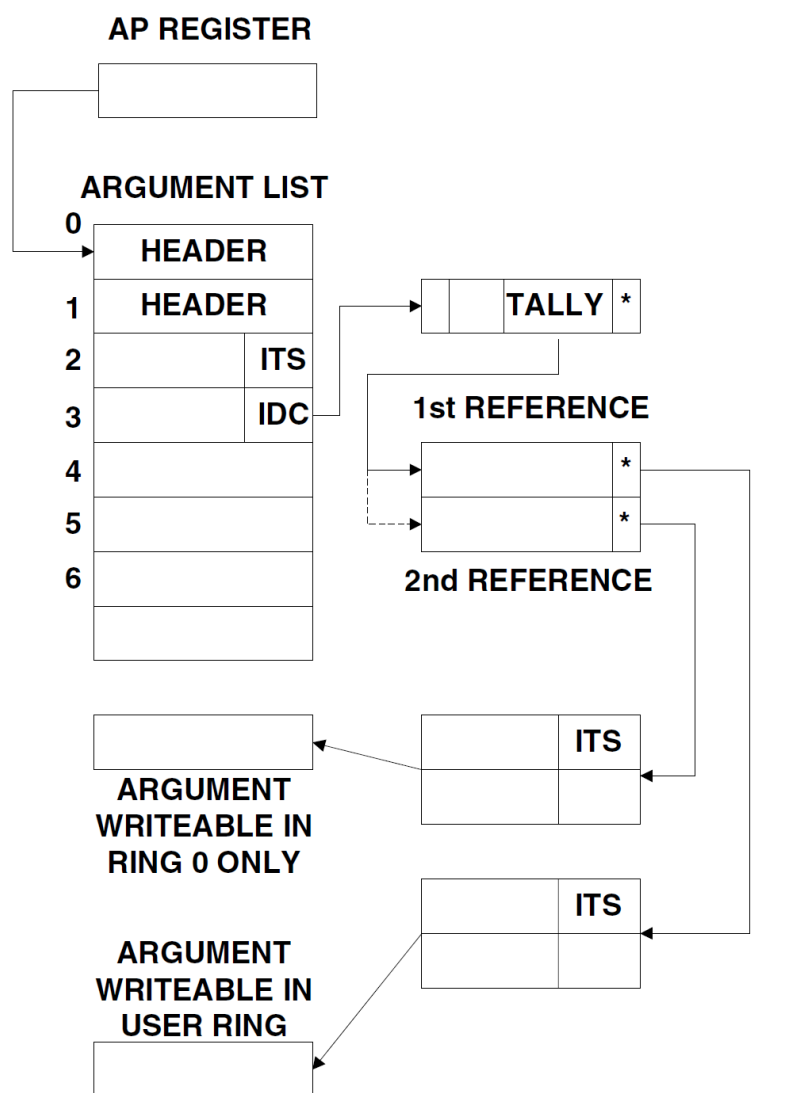 AP REGISTER
ARGUMENT LIST
0
HEADER
1
HEADER
TALLY *
2
ITS
3
IDC
1st REFERENCE
4
*
5
*
6
2nd REFERENCE
ITS
ARGUMENT
WRITEABLE IN
RING 0 ONLY
ITS
ARGUMENT
WRITEABLE IN
USER RING